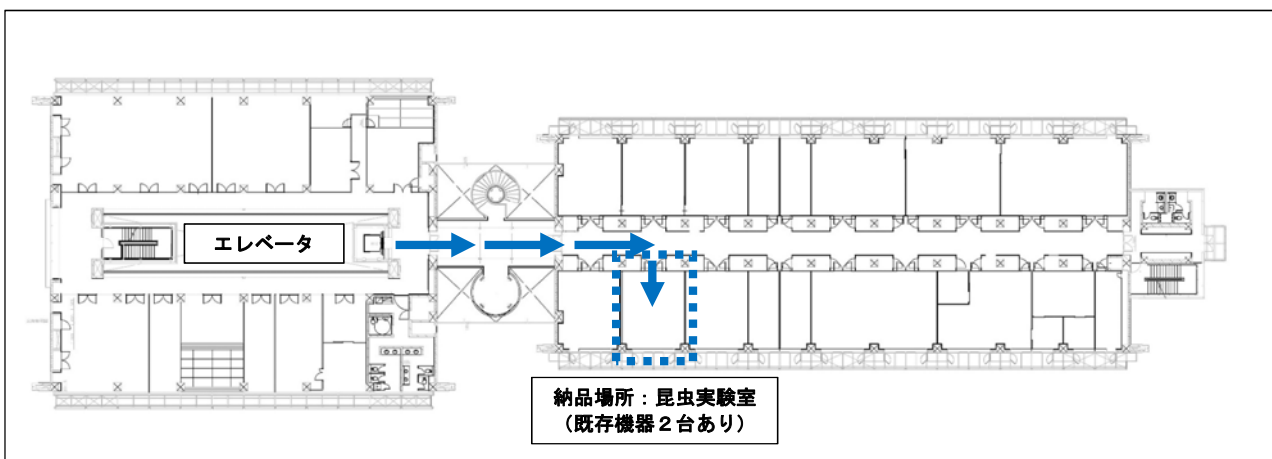 エレベータ
納品場所：昆虫実験室
（既存機器２台あり）